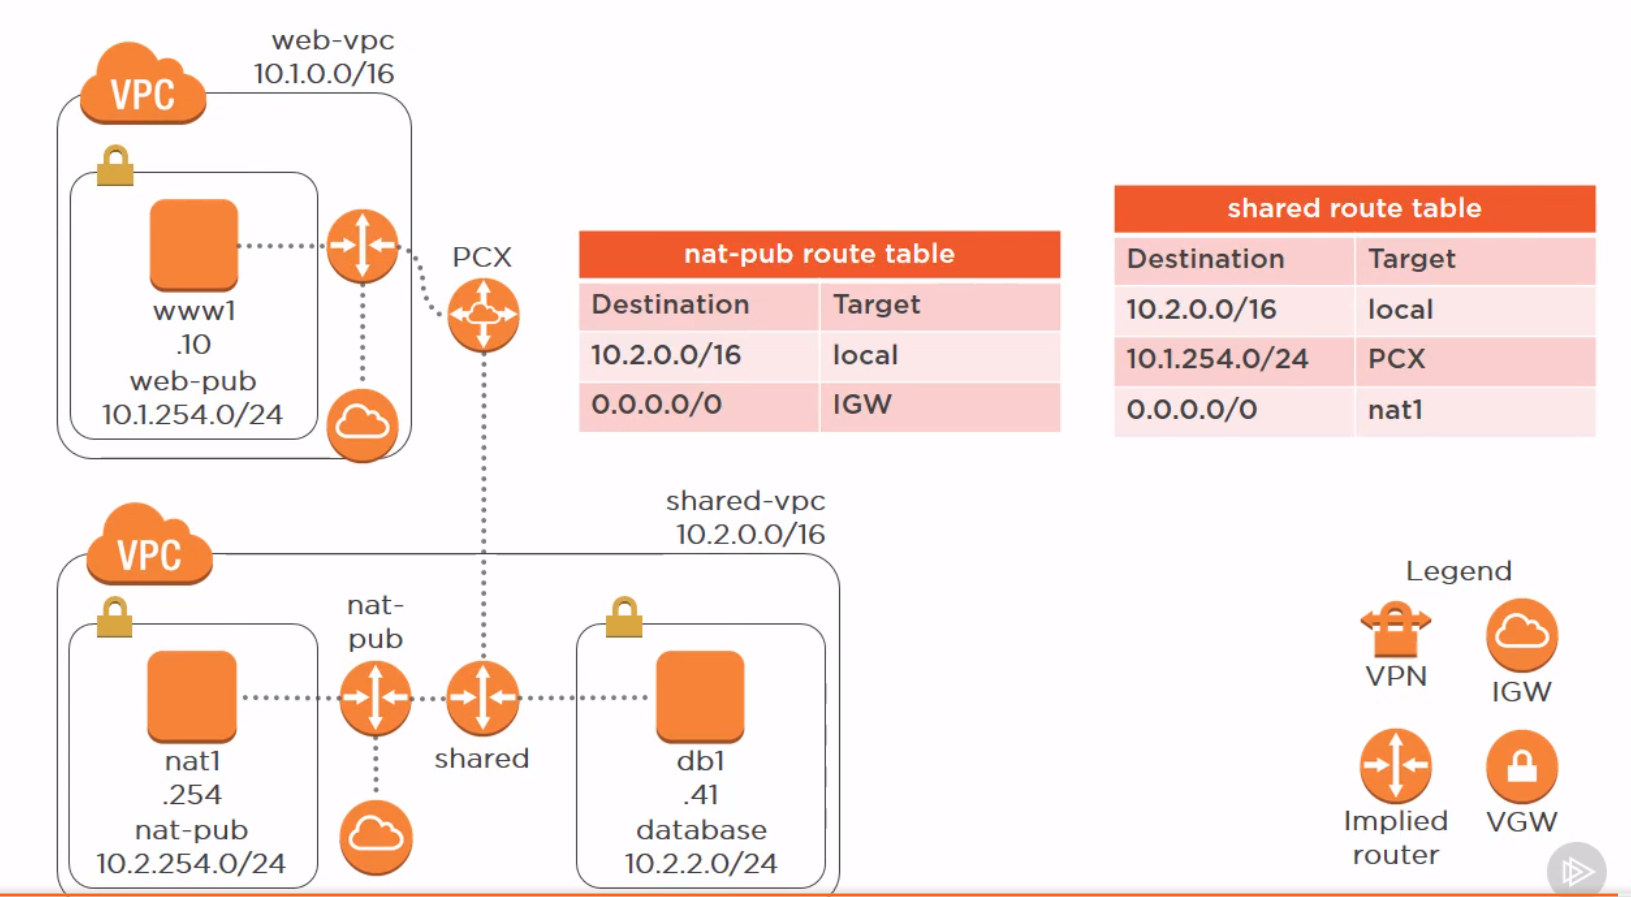 web-vpc
10.1.0.0/16
VPC
www1
.10
web-pub
10.1.254.0/24
PCX
nat-pub route table
Destination Target
10.2.0.0/16 local
0.0.0.0/0 IGW
shared route table
Destination Target
10.2.0.0/16 local
10.1.254.0/24 PCX
0.0.0.0/0 nat1
shared-vpc
10.2.0.0/16
VPC
nat-
pub
nat1
.254
nat-pub
10.2.254.0/24
shared
db1
.41
database
10.2.2.0/24
Legend
VPN
IGW
Implied
router
VGW